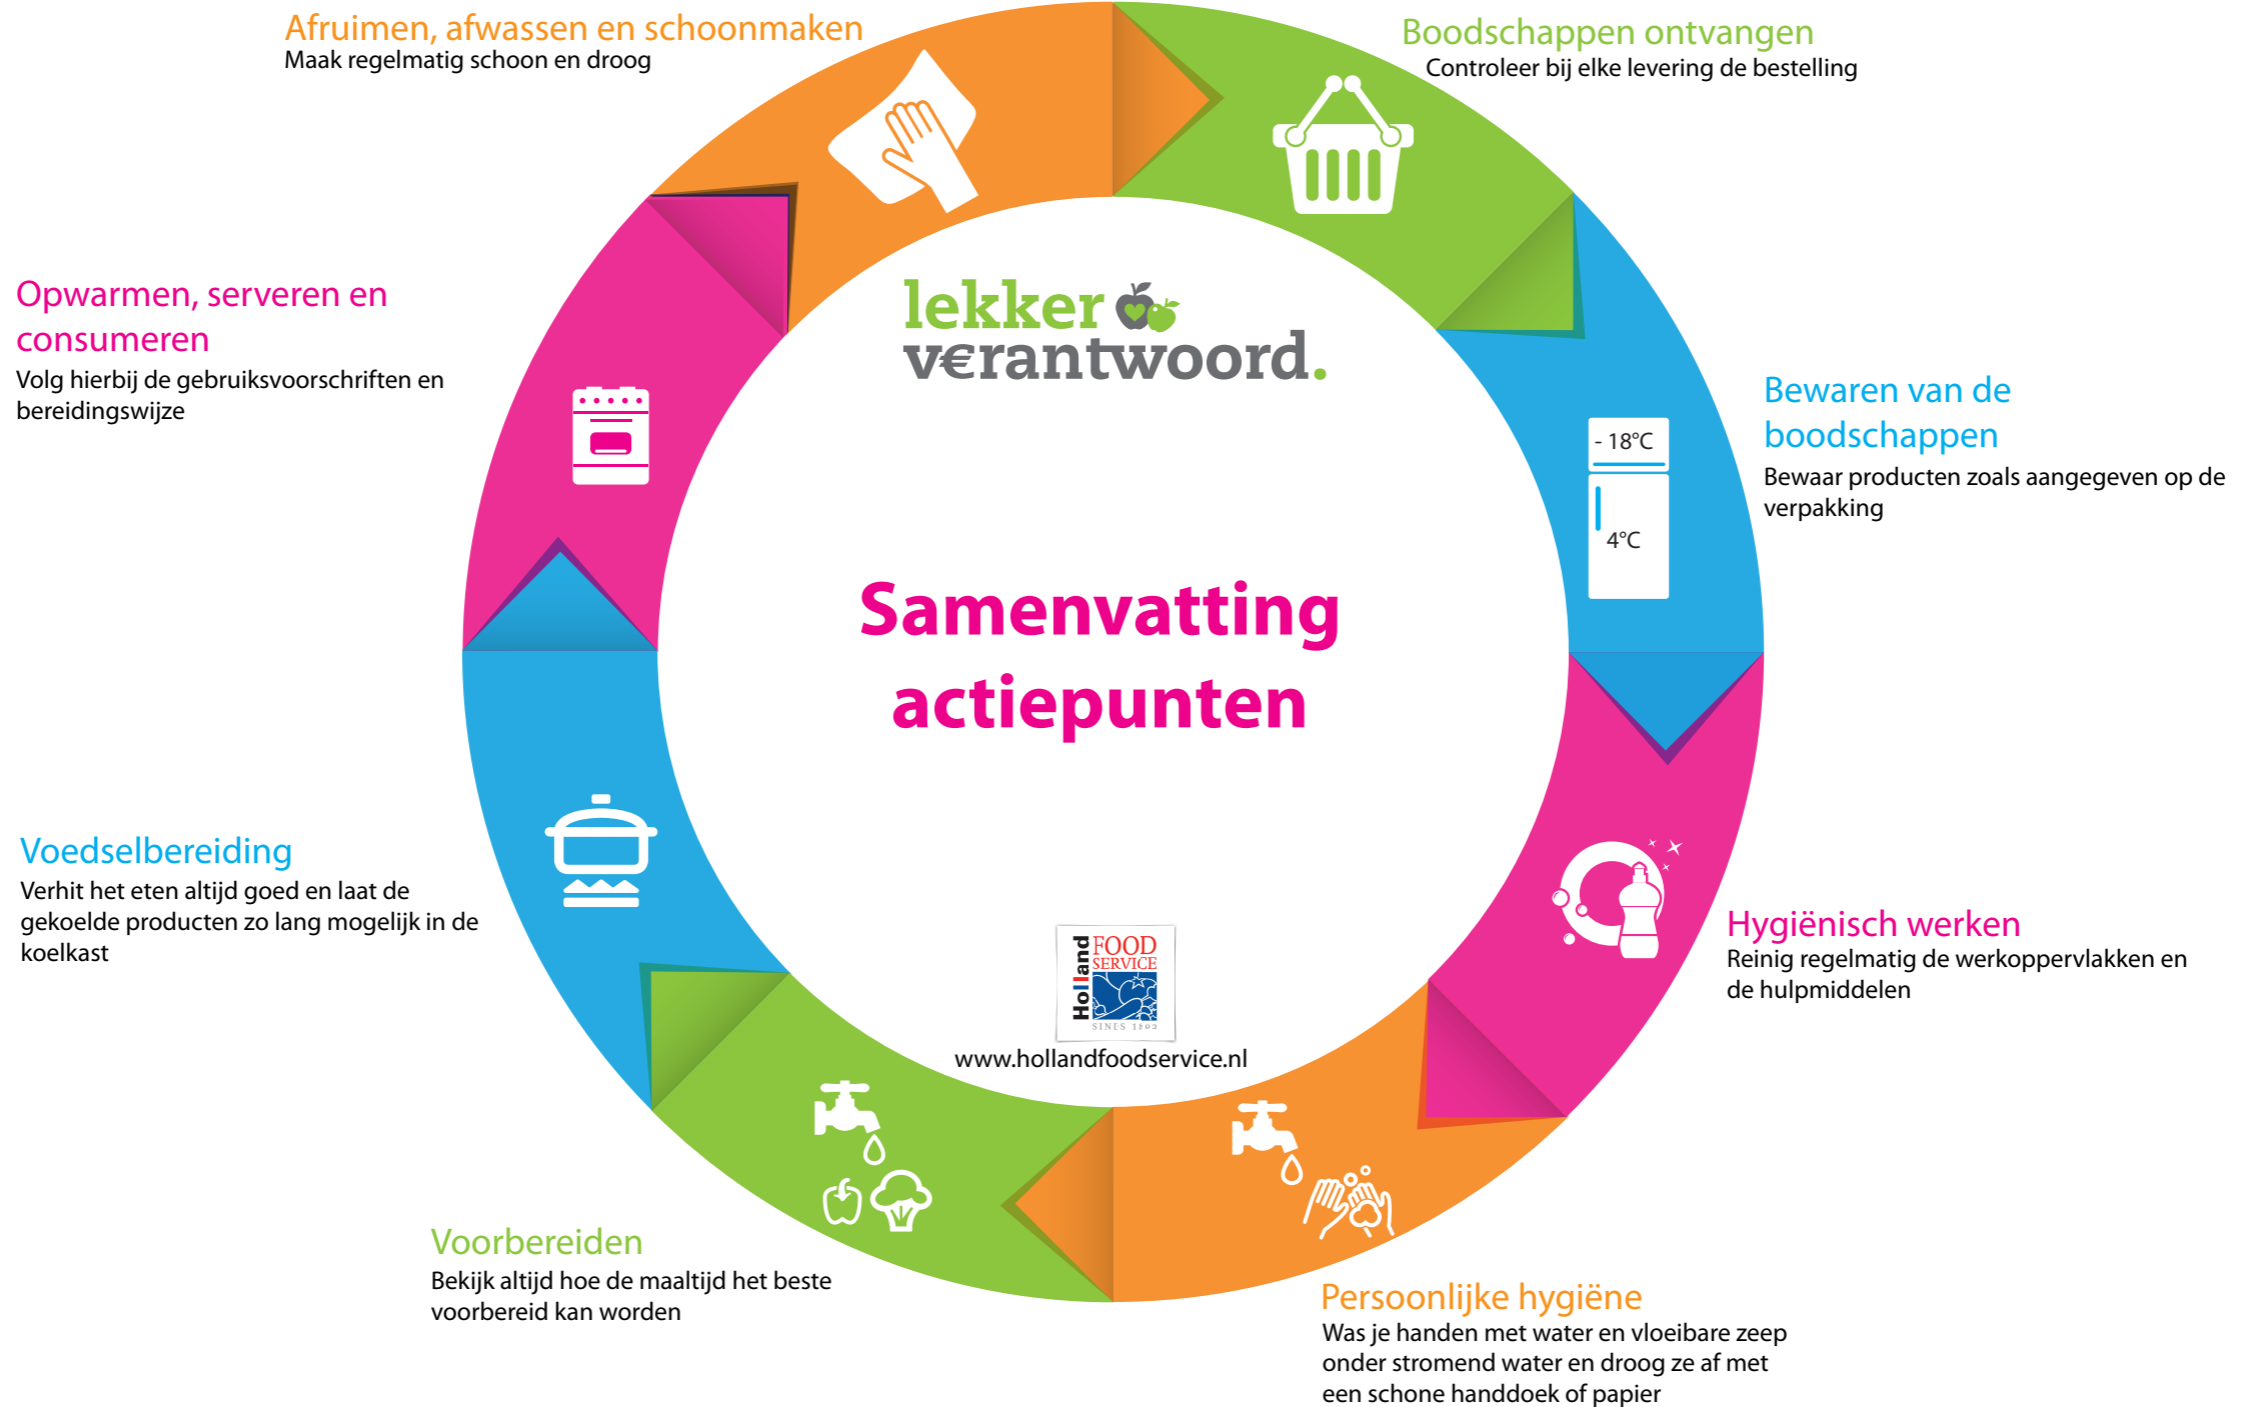 Afruimen, afwassen en schoonmaken
Maak regelmatig schoon en droog
Boodschappen ontvangen
Controleer bij elke levering de bestelling
lekker
v€rantwoord.
Opwarmen, serveren en
consumeren
Volg hierbij de gebruiksvoorschriften en
bereidingswijze
Bewaren van de
boodschappen
Bewaar producten zoals aangegeven op de
verpakking
- 18°C
4°C
Samenvatting
actiepunten
Voedselbereiding
Verhit het eten altijd goed en laat de
gekoelde producten zo lang mogelijk in de
koelkast
Hygiënisch werken
Reinig regelmatig de werkoppervlakken en
de hulpmiddelen
Holland
FOOD
SERVICE
SINES 1802
www.hollandfoodservice.nl
Voorbereiden
Bekijk altijd hoe de maaltijd het beste
voorbereid kan worden
Persoonlijke hygiëne
Was je handen met water en vloeibare zeep
onder stromend water en droog ze af met
een schone handdoek of papier